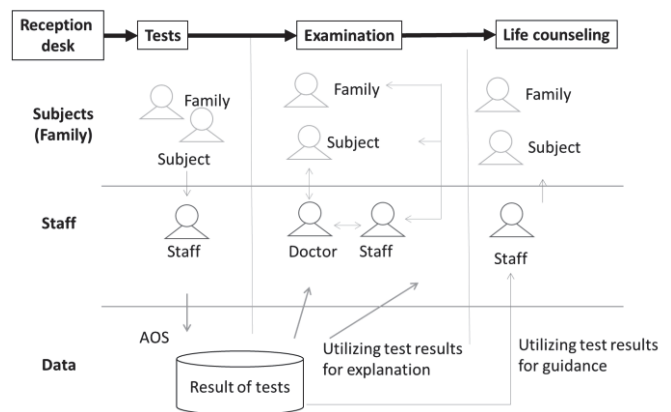 Reception
desk
Tests
Examination
Life counseling
Subjects
(Family)
Family
Subject
Family
Subject
Family
Subject
Staff
Staff
Doctor
Staff
Staff
Data
AOS
Result of tests
Utilizing test results
for explanation
Utilizing test results
for guidance